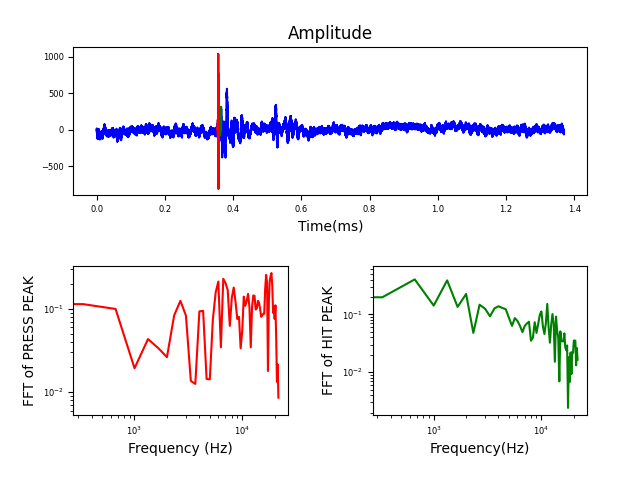 Amplitude
1000
500
0
−500
0.0 0.2 0.4 0.6 0.8 1.0 1.2 1.4
Time(ms)
FFT of PRESS PEAK
10⁻¹
10⁻²
10³ 10⁴
Frequency (Hz)
FFT of HIT PEAK
10⁻¹
10⁻²
10³ 10⁴
Frequency(Hz)